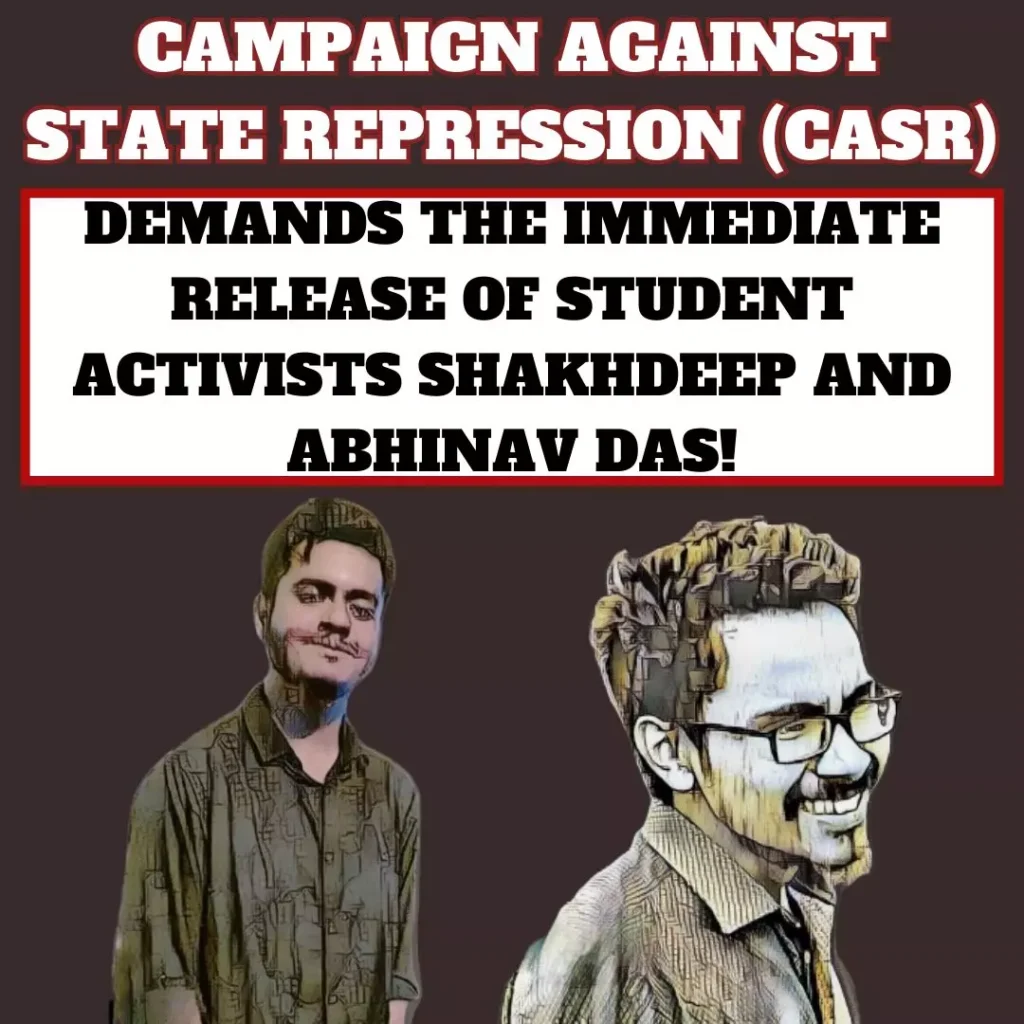 CAMPAIGN AGAINST
STATE REPRESSION (CASR)
DEMANDS THE IMMEDIATE
RELEASE OF STUDENT
ACTIVISTS SHAKHDEEP AND
ABHINAV DAS!